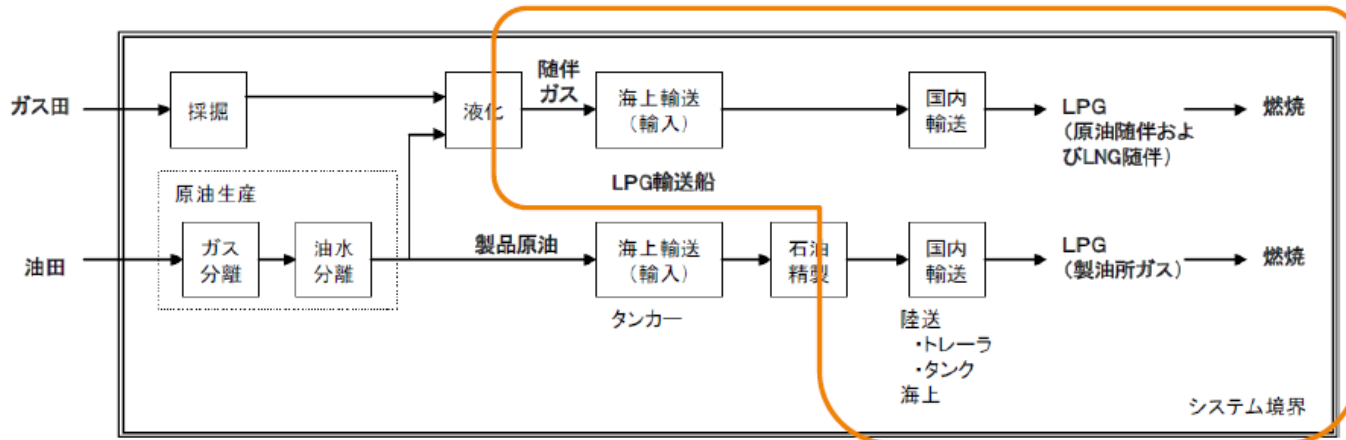 ガス田
採掘
液化
随伴
ガス
海上輸送
(輸入)
国内
輸送
LPG
(原油随伴およ
びLNG随伴)
燃焼
LPG輸送船
原油生産
油田
ガス
分離
油水
分離
製品原油
海上輸送
(輸入)
石油
精製
国内
輸送
LPG
(製油所ガス)
燃焼
タンカー
陸送
・トレーラ
・タンク
海上
システム境界